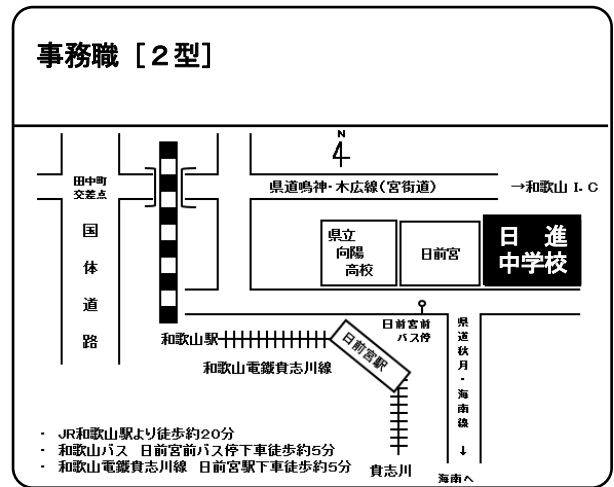 事務職［２型］
N
4
田中町
交差点
県道鳴神・木広線(宮街道)
→和歌山 I.C
国体道路
県立
向陽
高校
日前宮
日進
中学校
日前宮前
バス停
県道秋月・海南線
↓
海南へ
和歌山駅
日前宮駅
和歌山電鐵貴志川線
貴志川
・ JR和歌山駅より徒歩約20分
・ 和歌山バス 日前宮前バス停下車徒歩約5分
・ 和歌山電鐵貴志川線 日前宮駅下車徒歩約5分